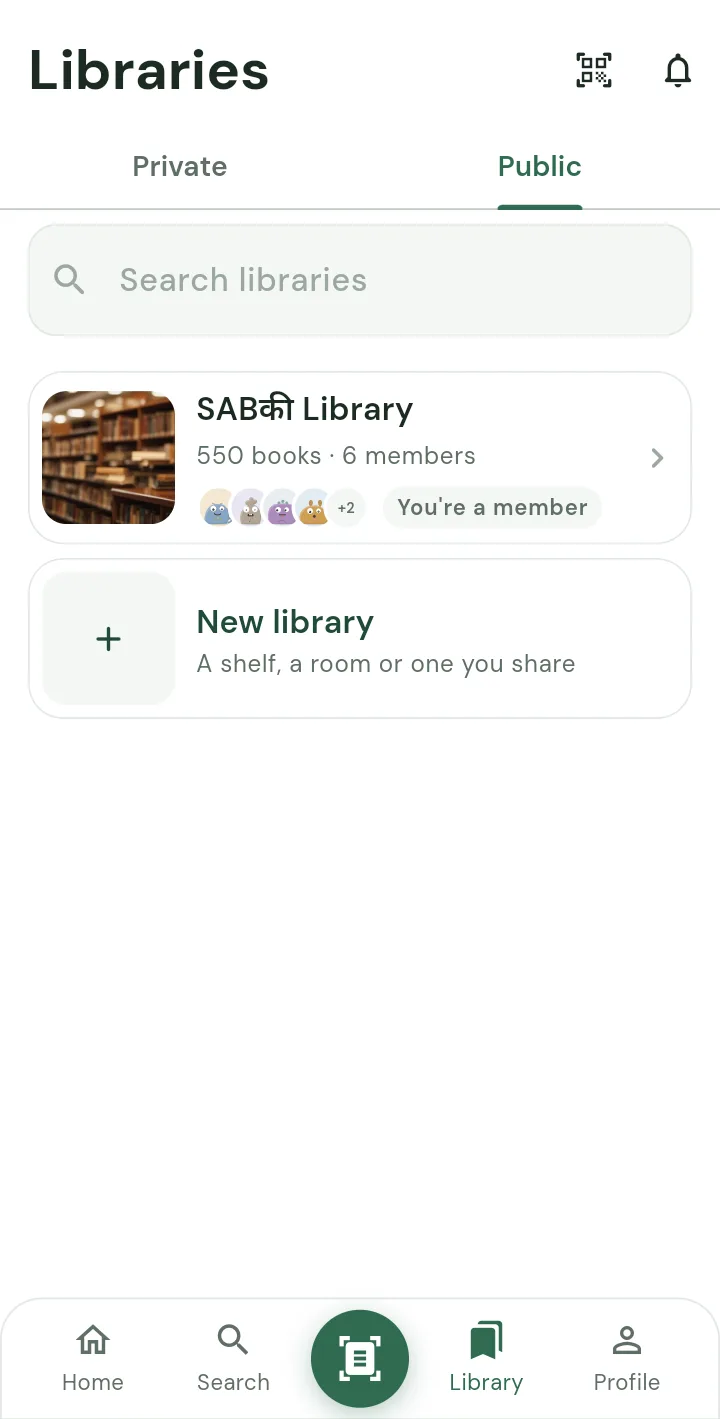 Libraries
Private
Public
Search libraries
SABकी Library
550 books · 6 members
+2
You're a member
New library
A shelf, a room or one you share
Home
Search
Library
Profile